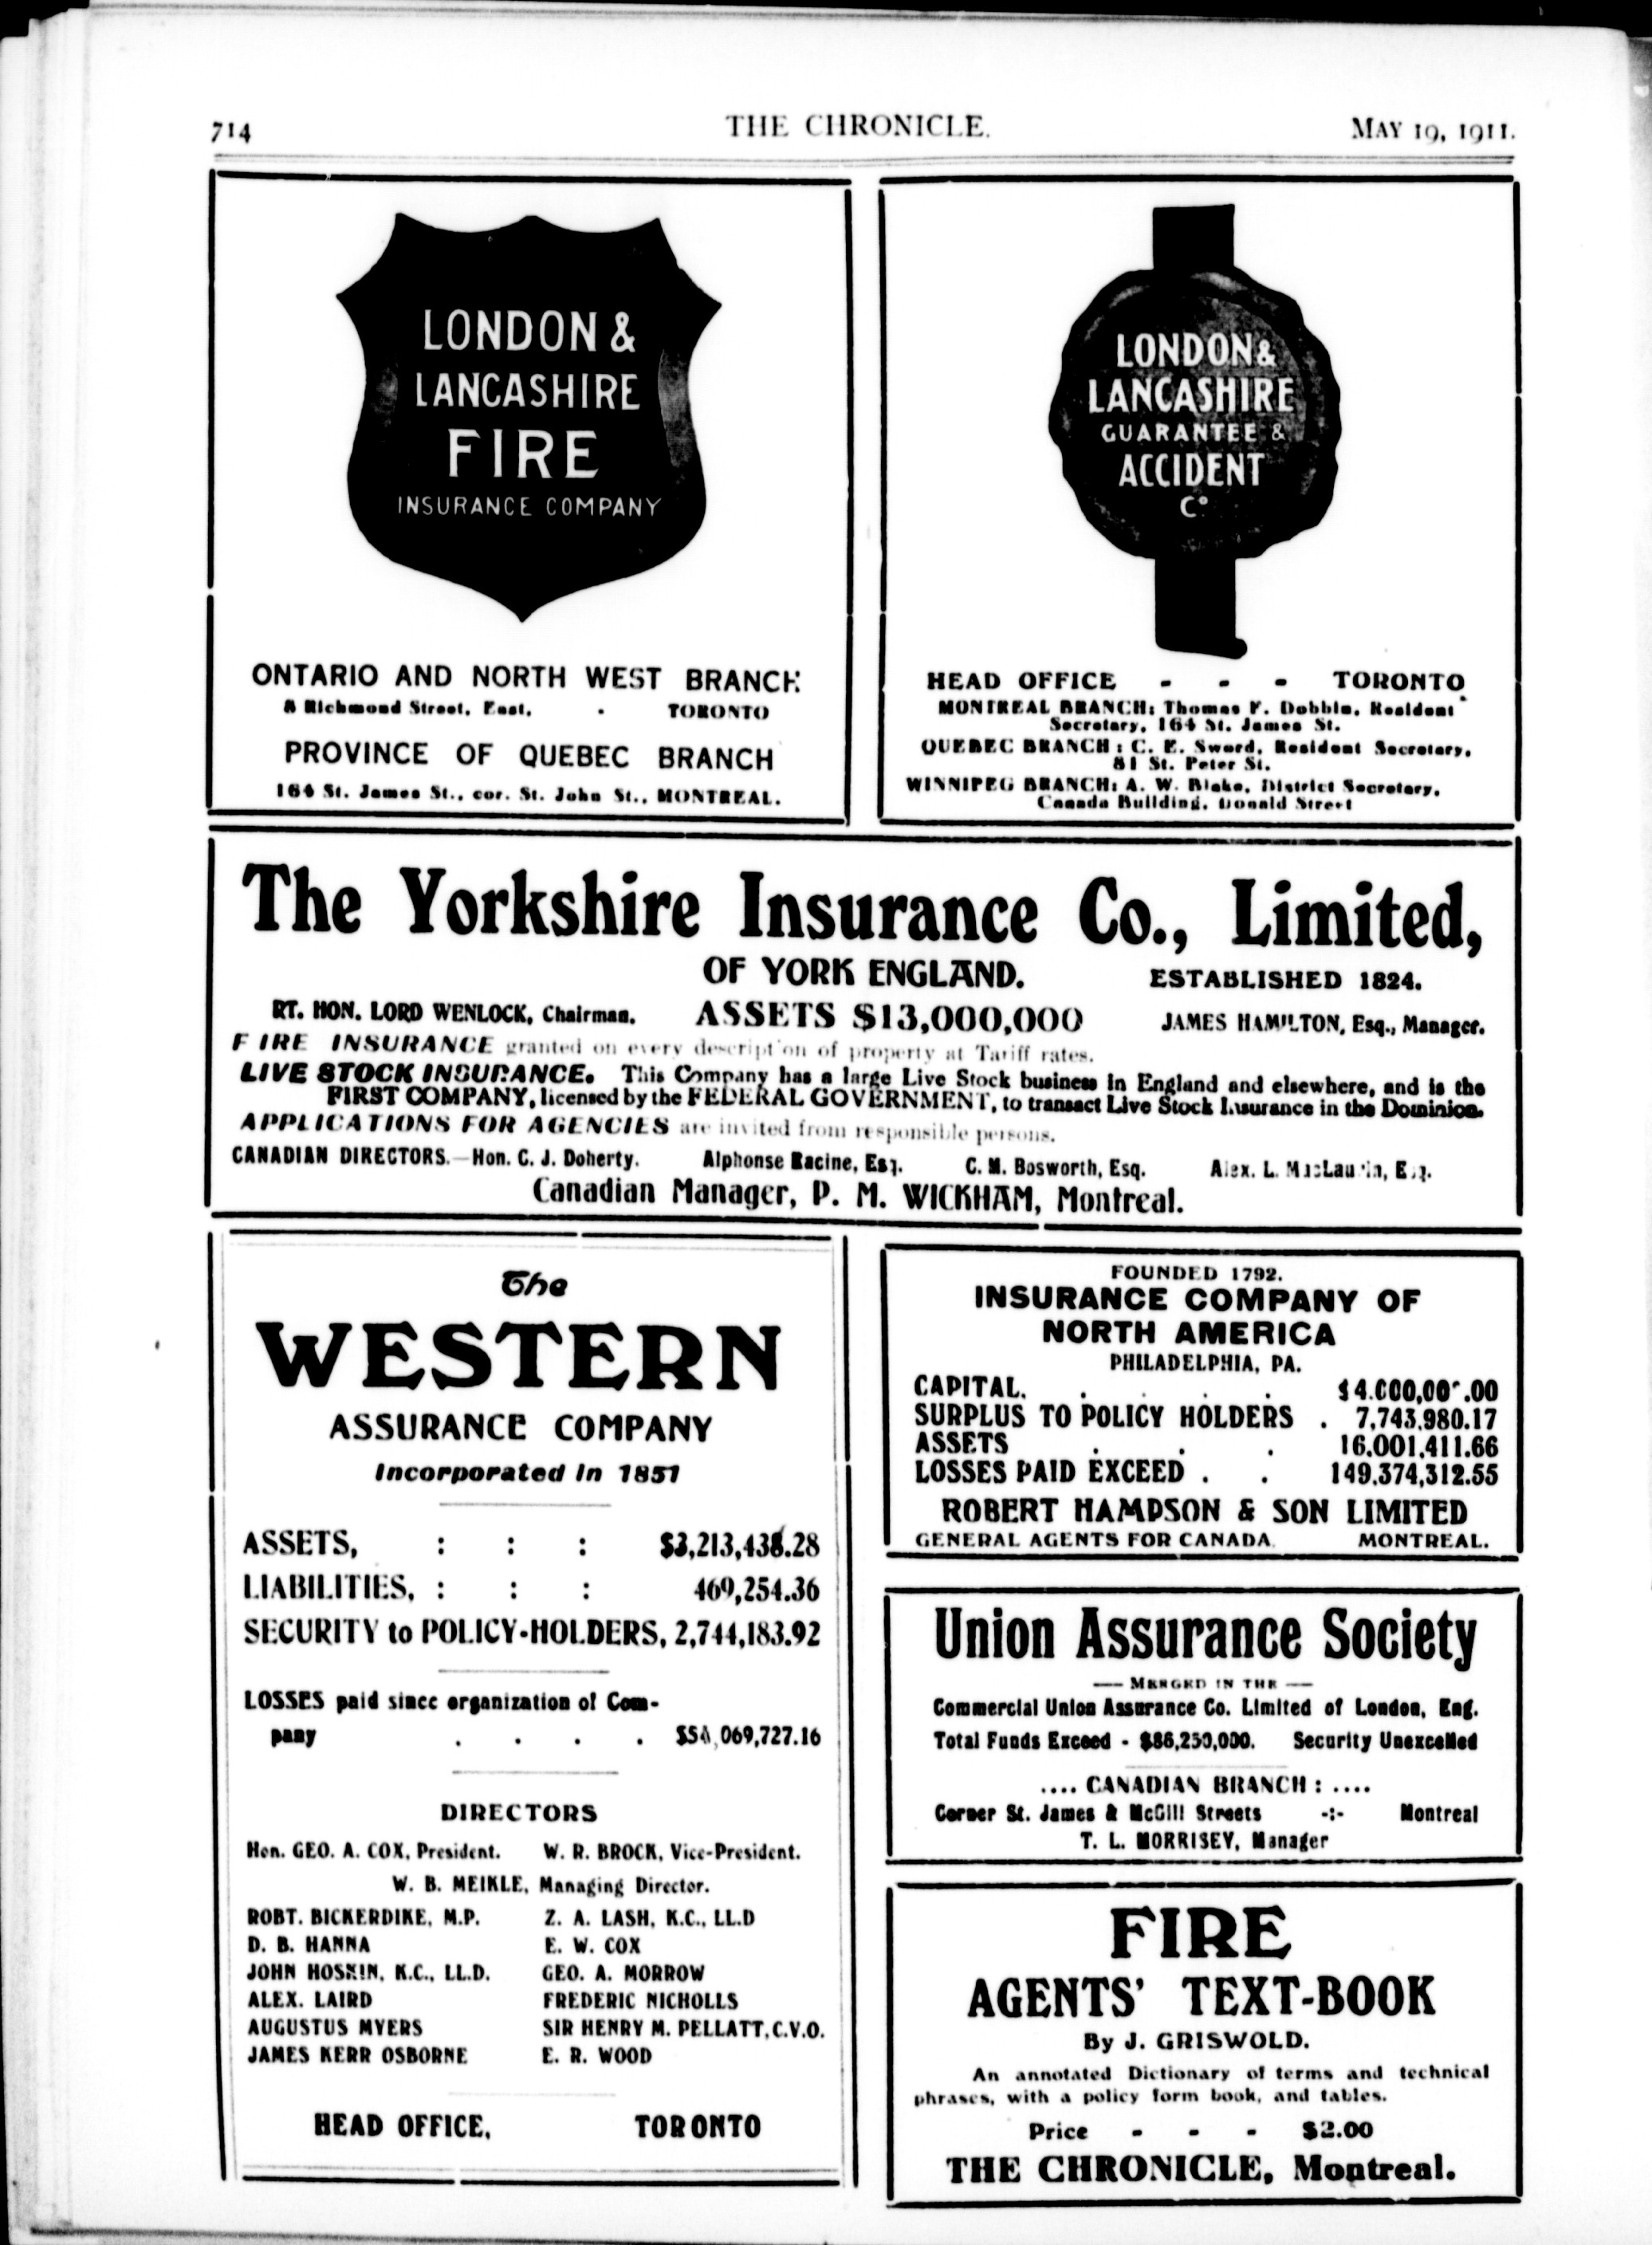 714
THE CHRONICLE.
MAY 19, 1911.
LONDON &
LANCASHIRE
FIRE
INSURANCE COMPANY
ONTARIO AND NORTH WEST BRANCH
8 Richmond Street, East, - TORONTO
PROVINCE OF QUEBEC BRANCH
164 St. James St., cor. St. John St., MONTREAL.
LONDON &
LANCASHIRE
GUARANTEE &
ACCIDENT
Co
HEAD OFFICE - - - TORONTO
MONTREAL BRANCH: Thomas F. Dobbin, Resident
Secretary, 164 St. James St.
QUEBEC BRANCH: C. E. Sword, Resident Secretary,
81 St. Peter St.
WINNIPEG BRANCH: A. W. Blake, District Secretary,
Canada Building, Donald Street
The Yorkshire Insurance Co., Limited,
OF YORK ENGLAND. ESTABLISHED 1824.
RT. HON. LORD WENLOCK, Chairman. ASSETS $13,000,000 JAMES HAMILTON, Esq., Manager.
FIRE INSURANCE granted on every description of property at Tariff rates.
LIVE STOCK INSURANCE. This Company has a large Live Stock business in England and elsewhere, and is the
FIRST COMPANY, licensed by the FEDERAL GOVERNMENT, to transact Live Stock Insurance in the Dominion.
APPLICATIONS FOR AGENCIES are invited from responsible persons.
CANADIAN DIRECTORS.—Hon. C. J. Doherty. Alphonse Racine, Esq. C. M. Bosworth, Esq. Alex. L. MacLaurin, Esq.
Canadian Manager, P. M. WICKHAM, Montreal.
The
WESTERN
ASSURANCE COMPANY
Incorporated in 1851
ASSETS, : : : $3,213,438.28
LIABILITIES, : : : 469,254.36
SECURITY to POLICY-HOLDERS, 2,744,183.92
LOSSES paid since organization of Com-
pany . . . . 069,727.16
DIRECTORS
Hon. GEO. A. COX, President. W. R. BROCK, Vice-President.
W. B. MEIKLE, Managing Director.
ROBT. BICKERDIKE, M.P. Z. A. LASH, K.C., LL.D
D. B. HANNA E. W. COX
JOHN HOSKIN, K.C., LL.D. GEO. A. MORROW
ALEX. LAIRD FREDERIC NICHOLLS
AUGUSTUS MYERS SIR HENRY M. PELLATT, C.V.O.
JAMES KERR OSBORNE E. R. WOOD
HEAD OFFICE, TORONTO
FOUNDED 1792.
INSURANCE COMPANY OF
NORTH AMERICA
PHILADELPHIA, PA.
CAPITAL, . . . . $4,000,000.00
SURPLUS TO POLICY HOLDERS . 7,743,980.17
ASSETS . . . 16,001,411.66
LOSSES PAID EXCEED . . 149,374,312.55
ROBERT HAMPSON & SON LIMITED
GENERAL AGENTS FOR CANADA. MONTREAL.
Union Assurance Society
— MERGED IN THE —
Commercial Union Assurance Co. Limited of London, Eng.
Total Funds Exceed - $86,250,000. Security Unexcelled
.... CANADIAN BRANCH: ....
Corner St. James & McGill Streets -:- Montreal
T. L. MORRISEY, Manager
FIRE
AGENTS' TEXT-BOOK
By J. GRISWOLD.
An annotated Dictionary of terms and technical
phrases, with a policy form book, and tables.
Price - - - $2.00
THE CHRONICLE, Montreal.